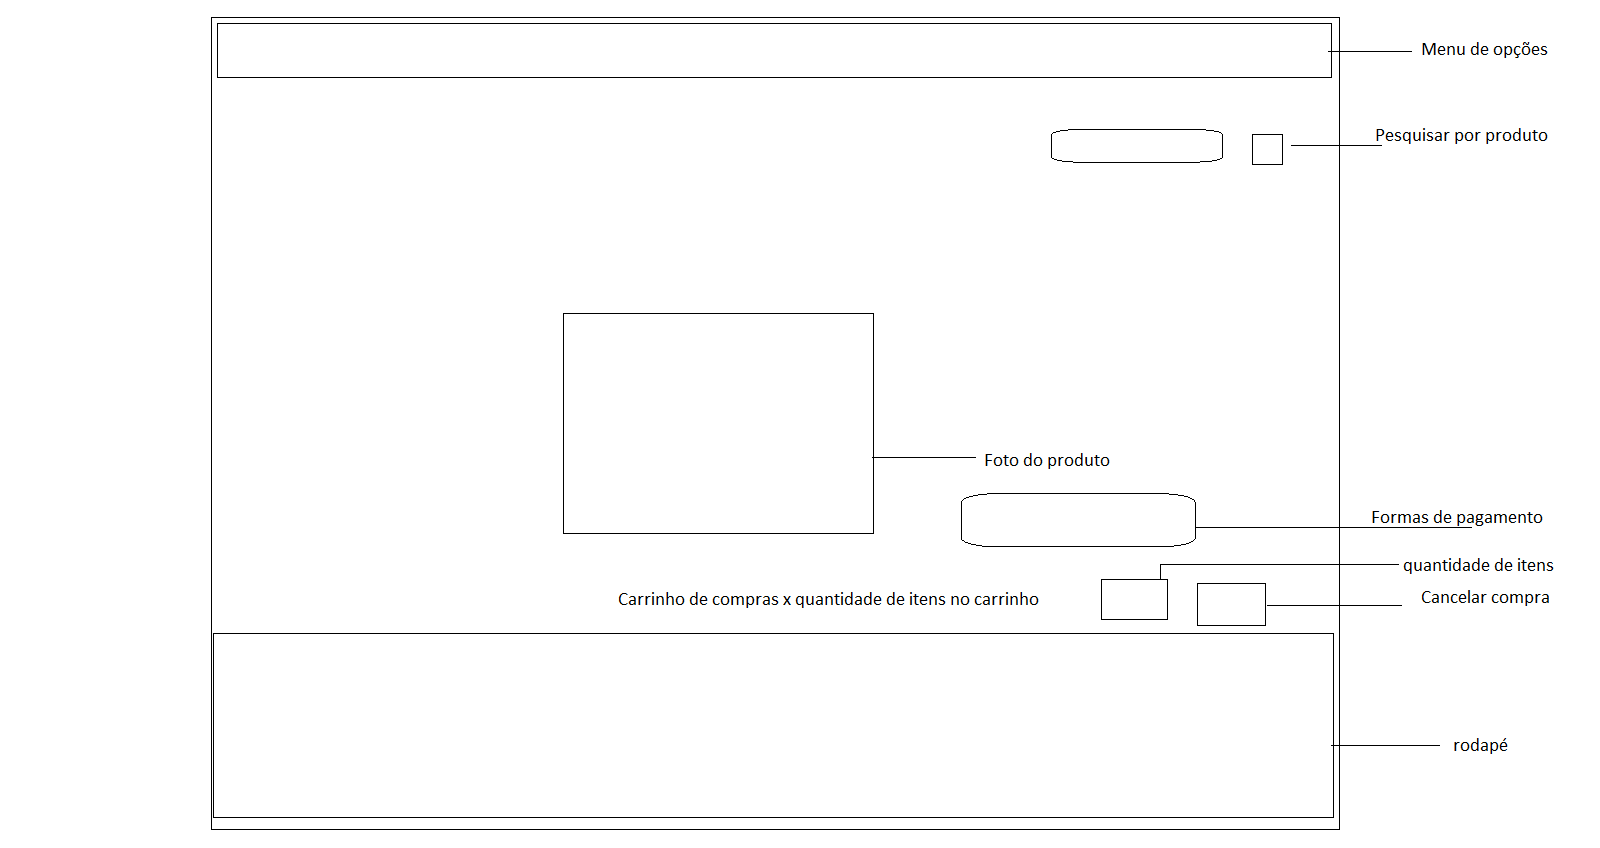 Menu de opções
Pesquisar por produto
Foto do produto
Formas de pagamento
quantidade de itens
Carrinho de compras x quantidade de itens no carrinho
Cancelar compra
rodapé